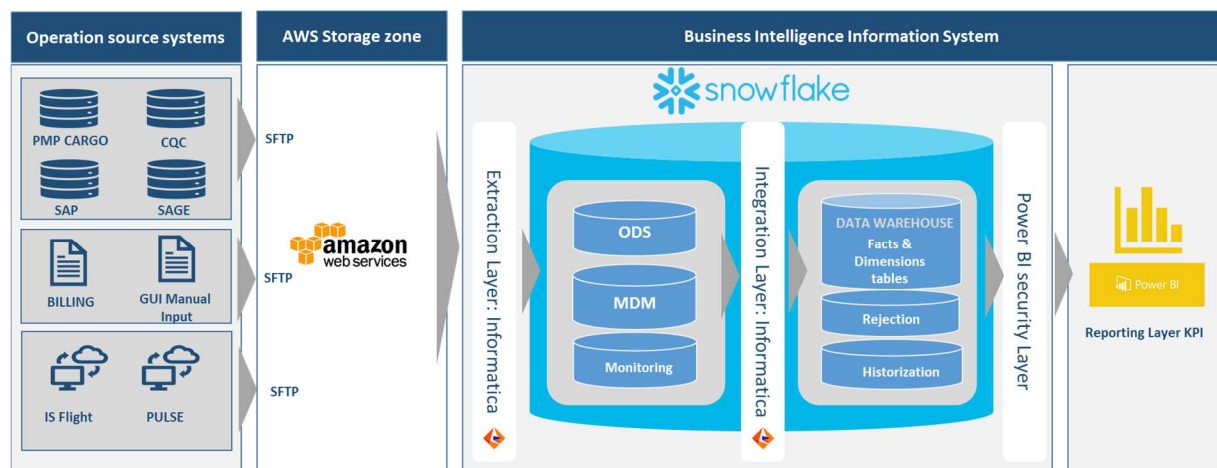 Operation source systems
AWS Storage zone
Business Intelligence Information System
PMP CARGO
CQC
SAP
SAGE
BILLING
GUI Manual
Input
IS Flight
PULSE
SFTP
SFTP
SFTP
amazon
web services
snowflake
Extraction Layer: Informatica
ODS
MDM
Monitoring
Integration Layer: Informatica
DATA WAREHOUSE
Facts &
Dimensions
tables
Rejection
Historization
Power BI security Layer
Power BI
Reporting Layer KPI